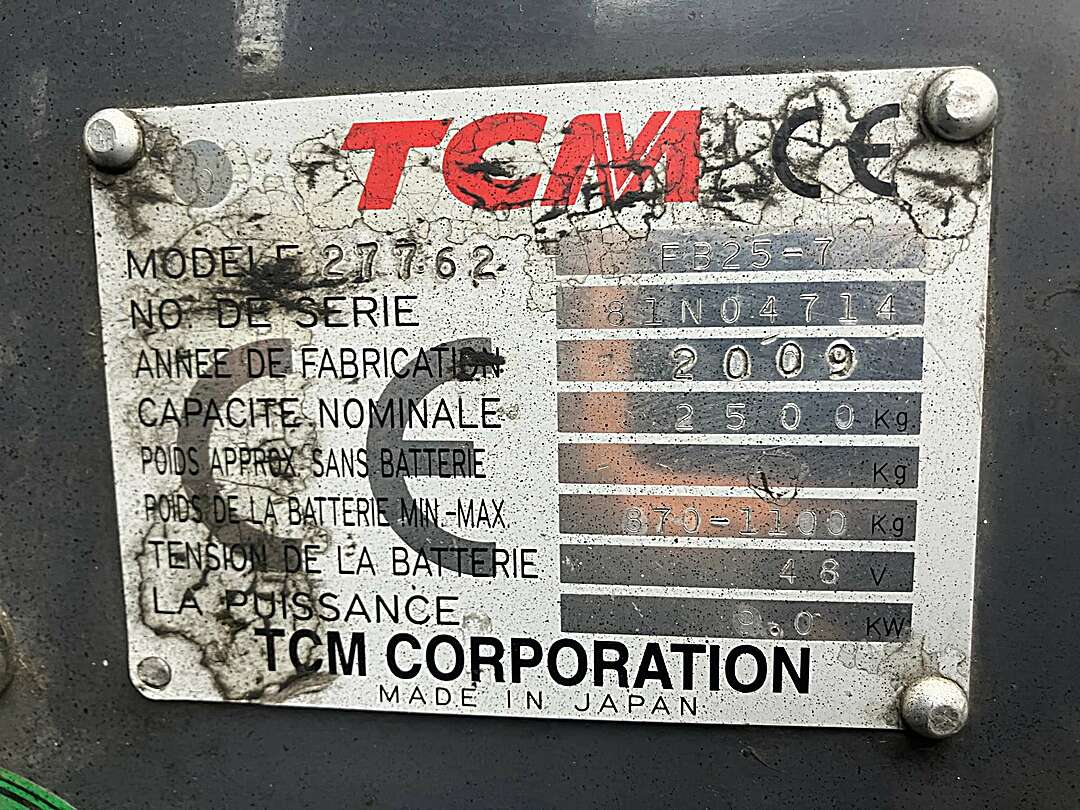 TCM CE
MODELE 27762 FB25-7
NO. DE SERIE 81N04714
ANNEE DE FABRICATION 2009
CAPACITE NOMINALE 2500 Kg
POIDS APPROX. SANS BATTERIE Kg
POIDS DE LA BATTERIE MIN.-MAX. 870-1100 Kg
TENSION DE LA BATTERIE 48 V
LA PUISSANCE KW
TCM CORPORATION
MADE IN JAPAN
CE